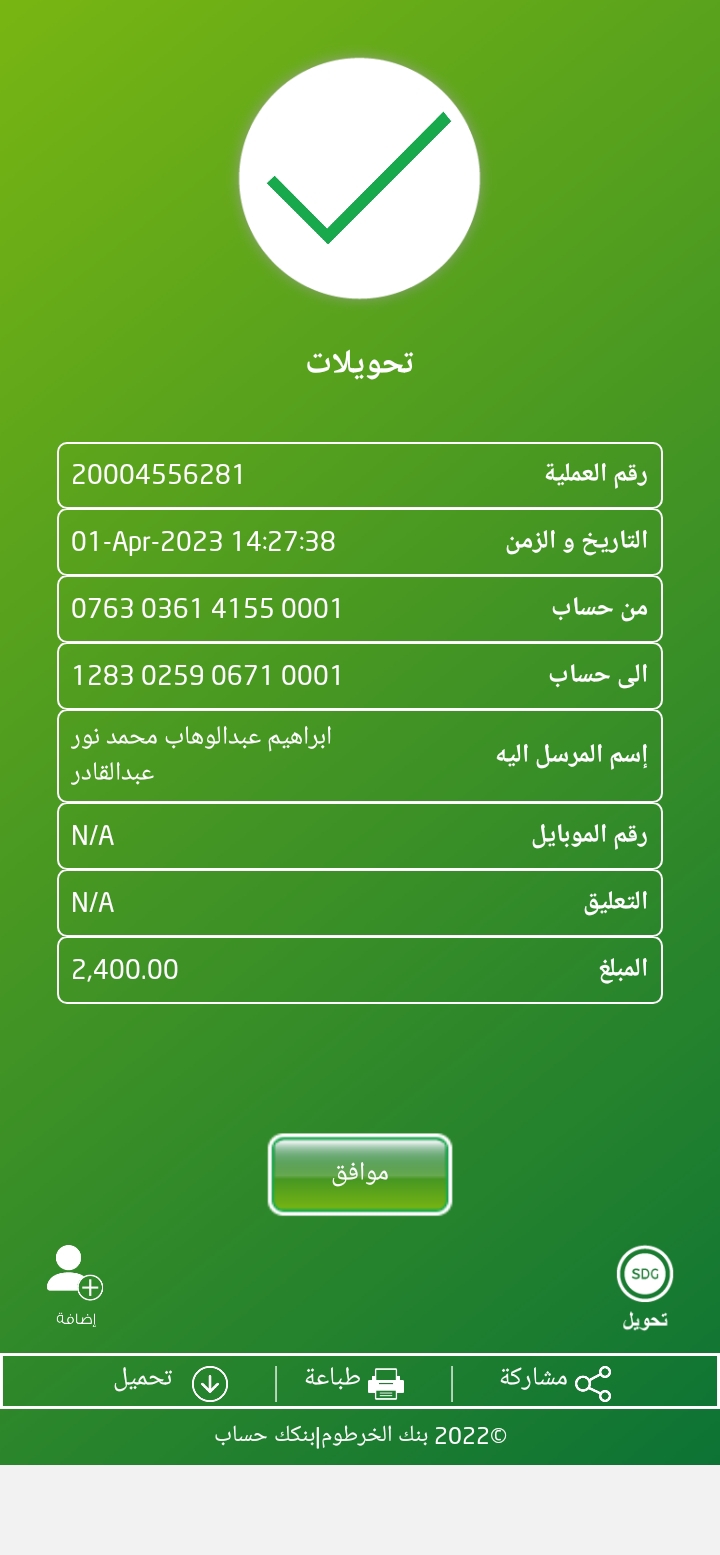 تحويلات
رقم العملية 20004556281
التاريخ و الزمن 01-Apr-2023 14:27:38
من حساب 0763 0361 4155 0001
الى حساب 1283 0259 0671 0001
إسم المرسل اليه ابراهيم عبدالوهاب محمد نور
عبدالقادر
رقم الموبايل N/A
التعليق N/A
المبلغ 2,400.00
موافق
SDG
تحويل
إضافة
مشاركة طباعة تحميل
©2022 بنك الخرطوم|بنكك حساب